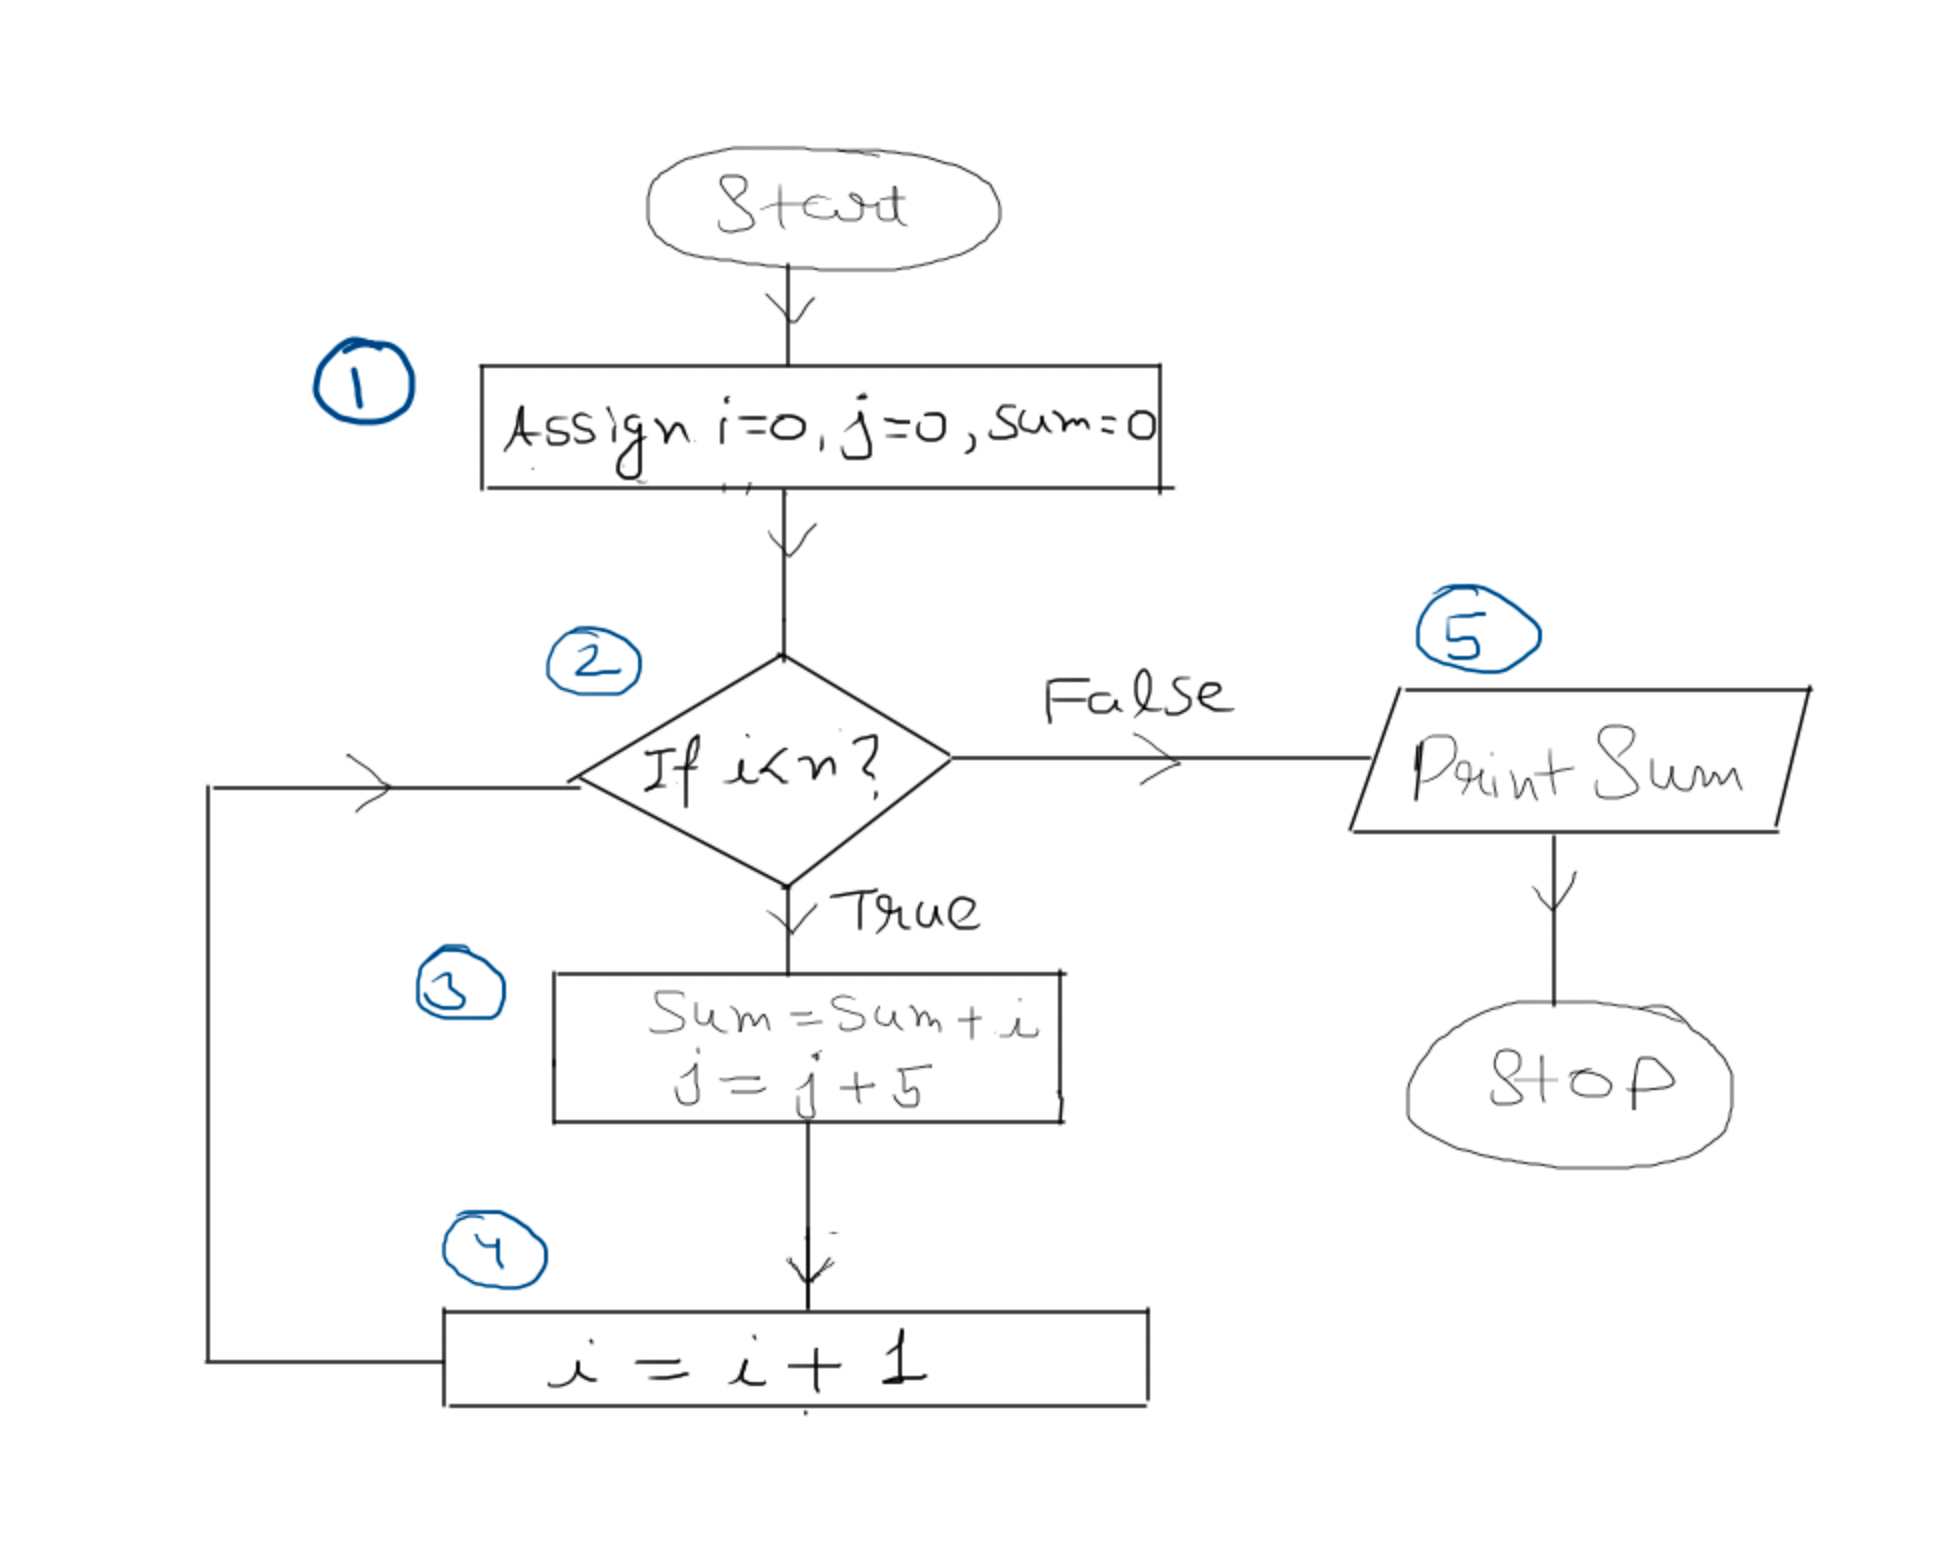 Start
1
Assign i=0, j=0, sum=0
2
5
False
If i<n?
Print Sum
True
3
Sum = Sum + i
j = j + 5
Stop
4
i = i + 1